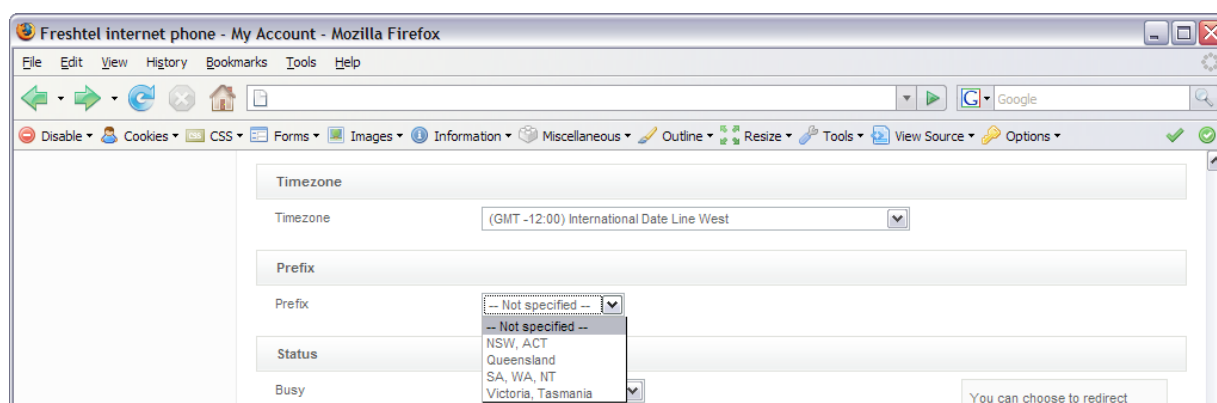 Freshtel internet phone - My Account - Mozilla Firefox
File Edit View History Bookmarks Tools Help
G Google
Disable Cookies CSS Forms Images Information Miscellaneous Outline Resize Tools View Source Options
Timezone
Timezone (GMT -12:00) International Date Line West
Prefix
Prefix -- Not specified --
-- Not specified --
NSW, ACT
Status
Queensland
SA, WA, NT
Busy
Victoria, Tasmania
You can choose to redirect